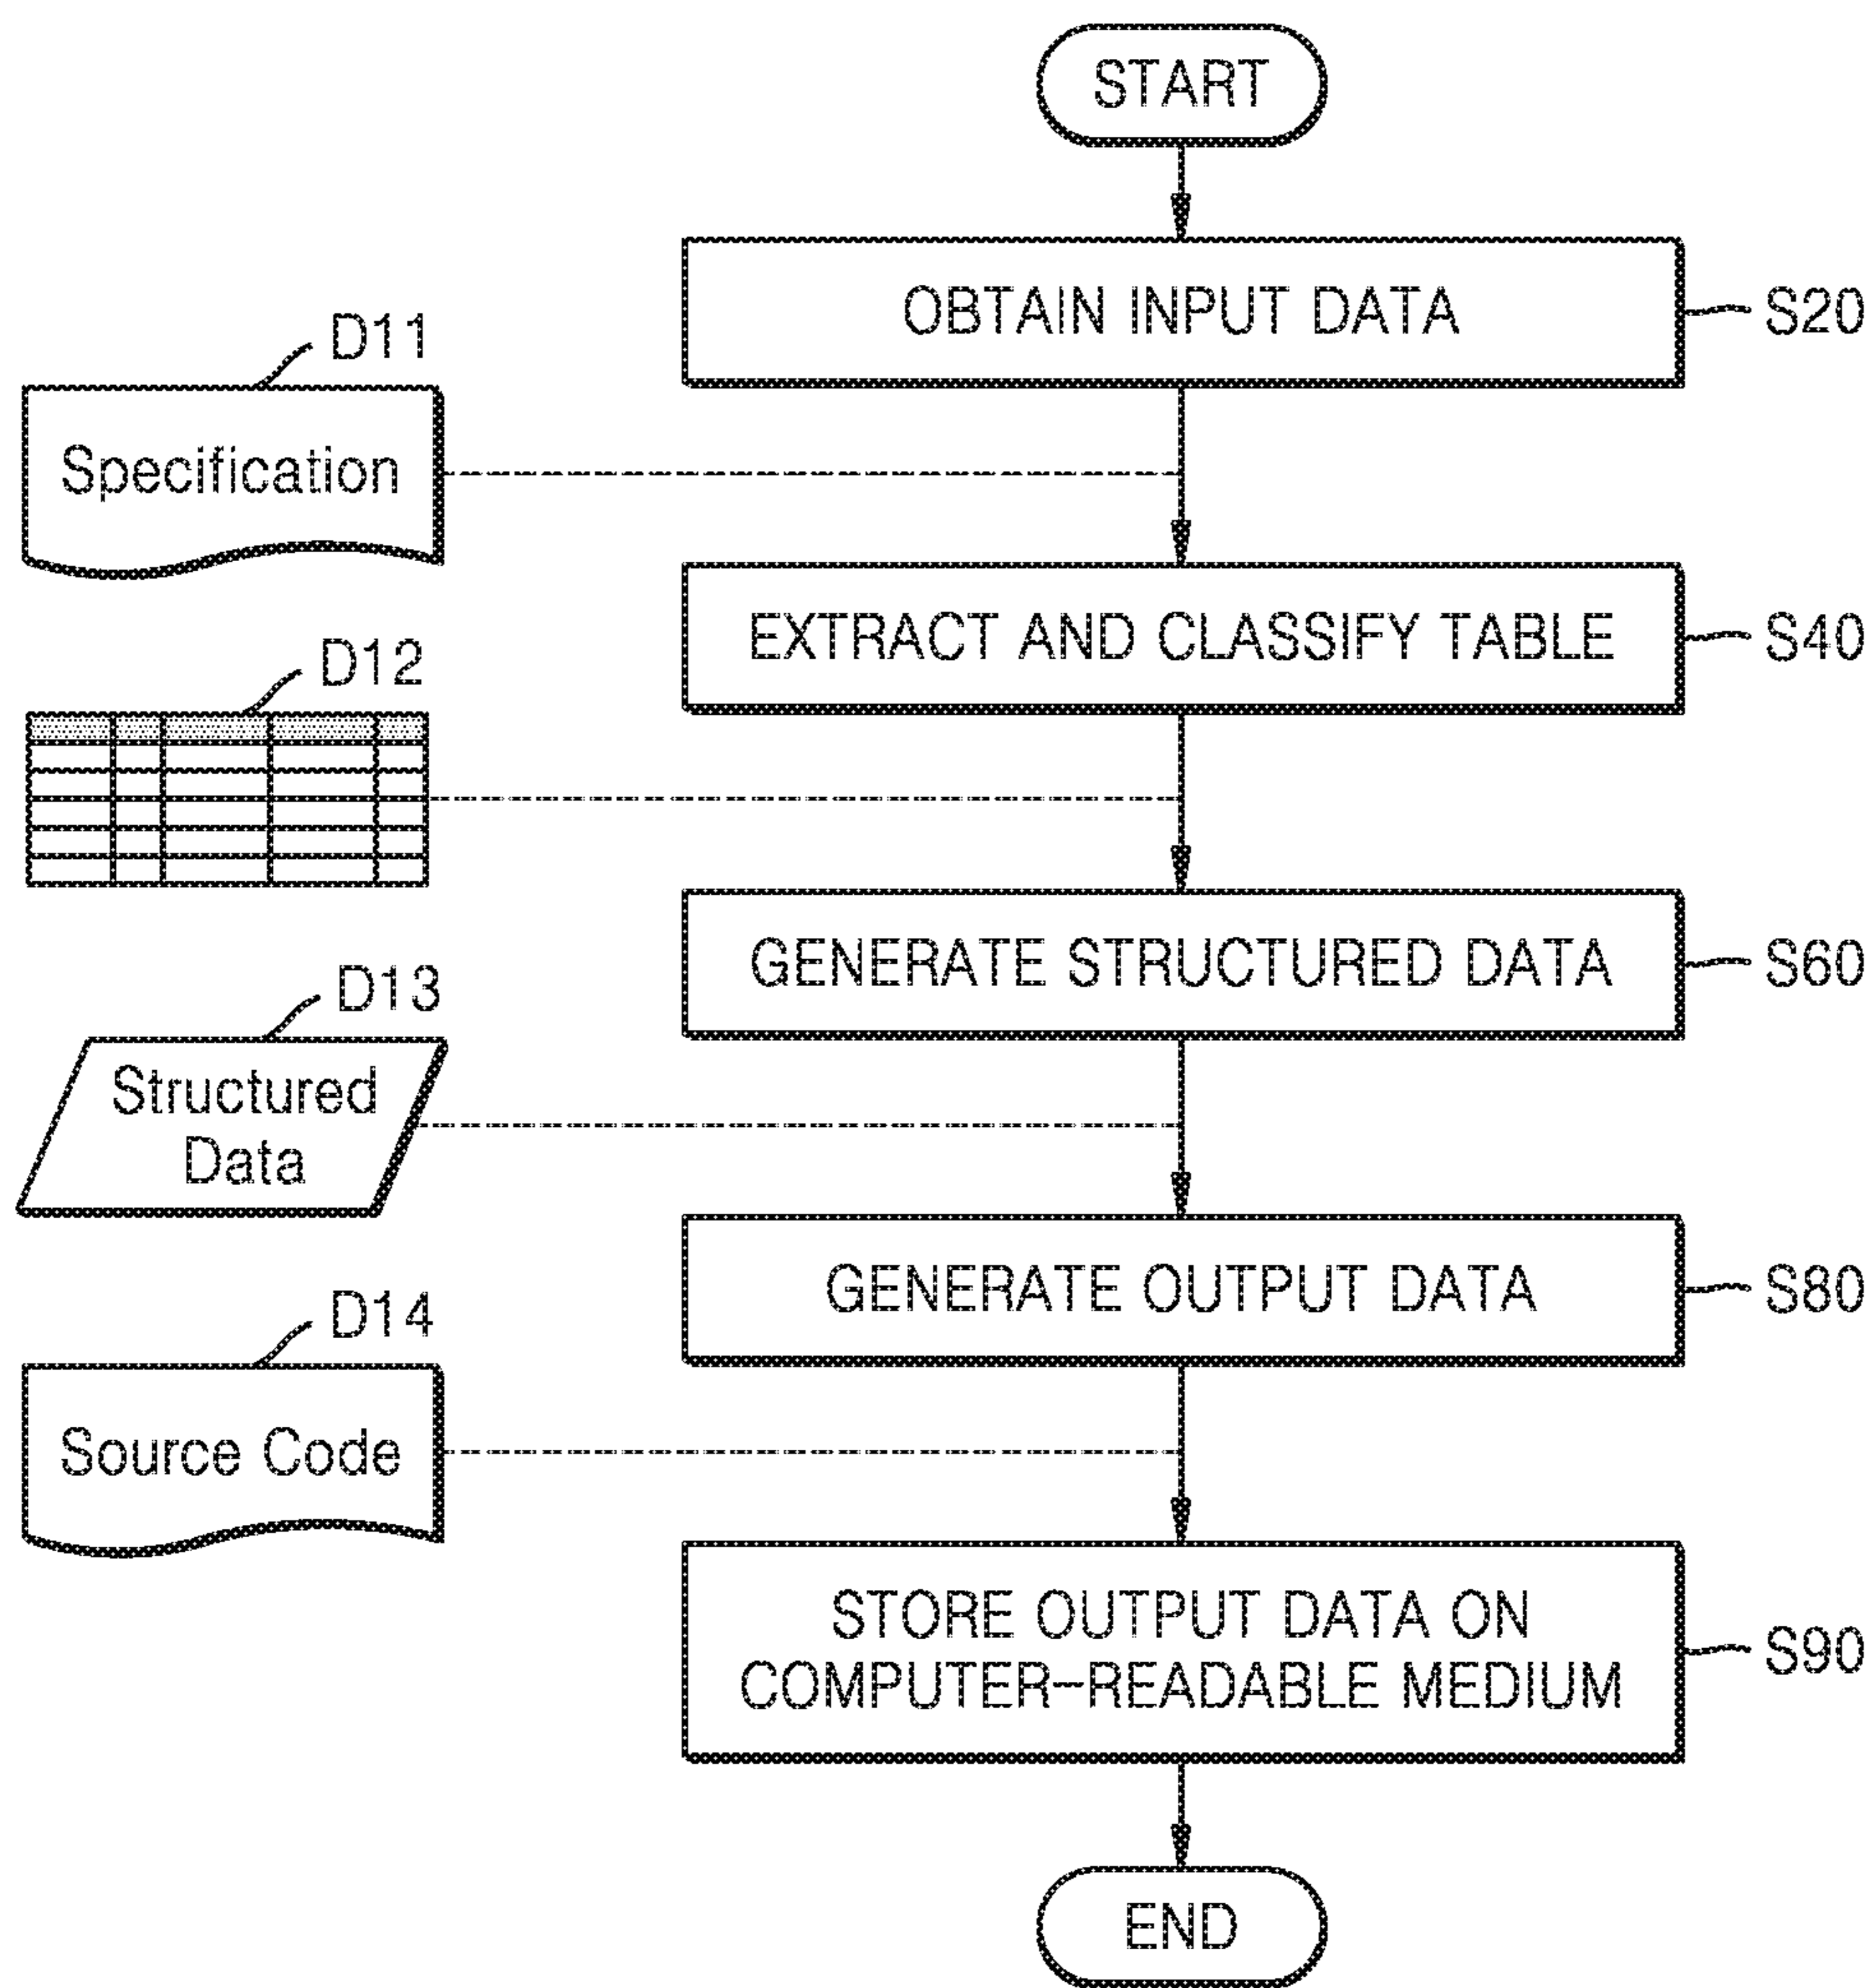 START
OBTAIN INPUT DATA
S20
D11
Specification
EXTRACT AND CLASSIFY TABLE
S40
D12
GENERATE STRUCTURED DATA
S60
D13
Structured
Data
GENERATE OUTPUT DATA
S80
D14
Source Code
STORE OUTPUT DATA ON
COMPUTER-READABLE MEDIUM
S90
END